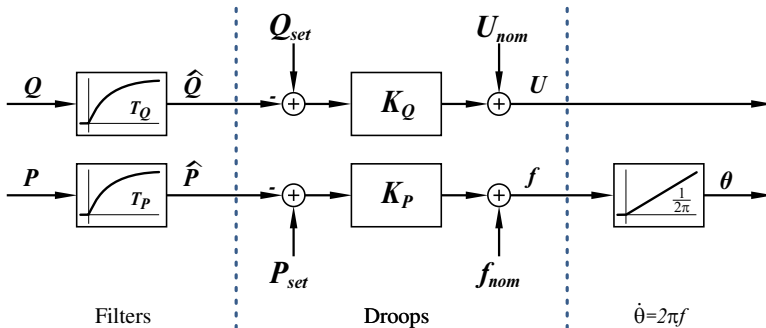 Q_set
U_nom
Q
T_Q
Q̂
-
+
K_Q
+
U
P
T_P
P̂
-
+
K_P
+
f
1/2π
θ
P_set
f_nom
Filters
Droops
θ̇=2πf